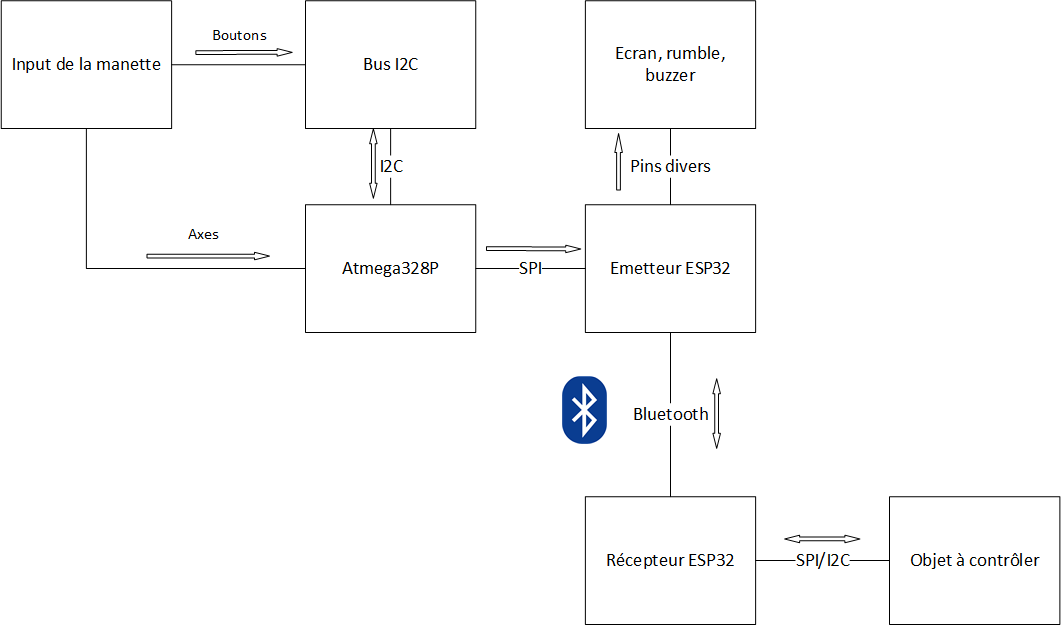 Boutons
Input de la manette
Bus I2C
Ecran, rumble,
buzzer
I2C
Pins divers
Axes
Atmega328P
SPI
Emetteur ESP32
Bluetooth
Récepteur ESP32
SPI/I2C
Objet à contrôler